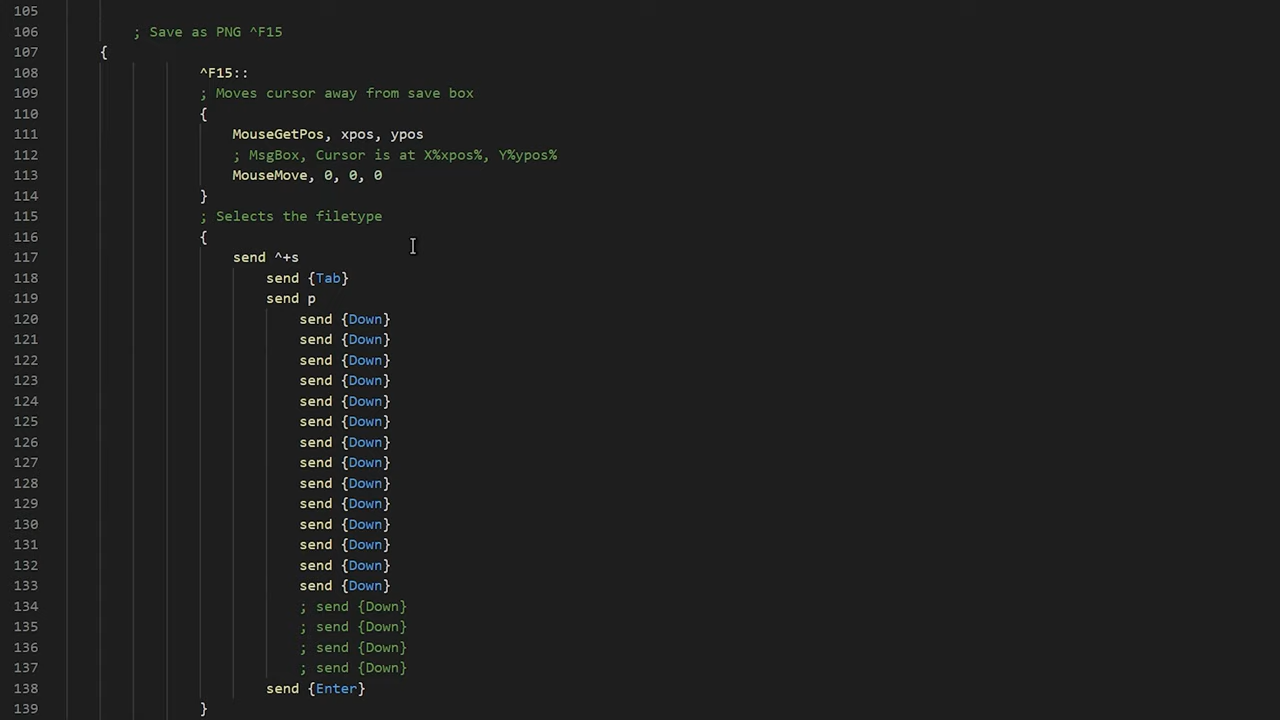 105
106 ; Save as PNG ^F15
107 {
108 ^F15::
109 ; Moves cursor away from save box
110 {
111 MouseGetPos, xpos, ypos
112 ; MsgBox, Cursor is at X%xpos%, Y%ypos%
113 MouseMove, 0, 0, 0
114 }
115 ; Selects the filetype
116 {
117 send ^+s
118 send {Tab}
119 send p
120 send {Down}
121 send {Down}
122 send {Down}
123 send {Down}
124 send {Down}
125 send {Down}
126 send {Down}
127 send {Down}
128 send {Down}
129 send {Down}
130 send {Down}
131 send {Down}
132 send {Down}
133 send {Down}
134 ; send {Down}
135 ; send {Down}
136 ; send {Down}
137 ; send {Down}
138 send {Enter}
139 }